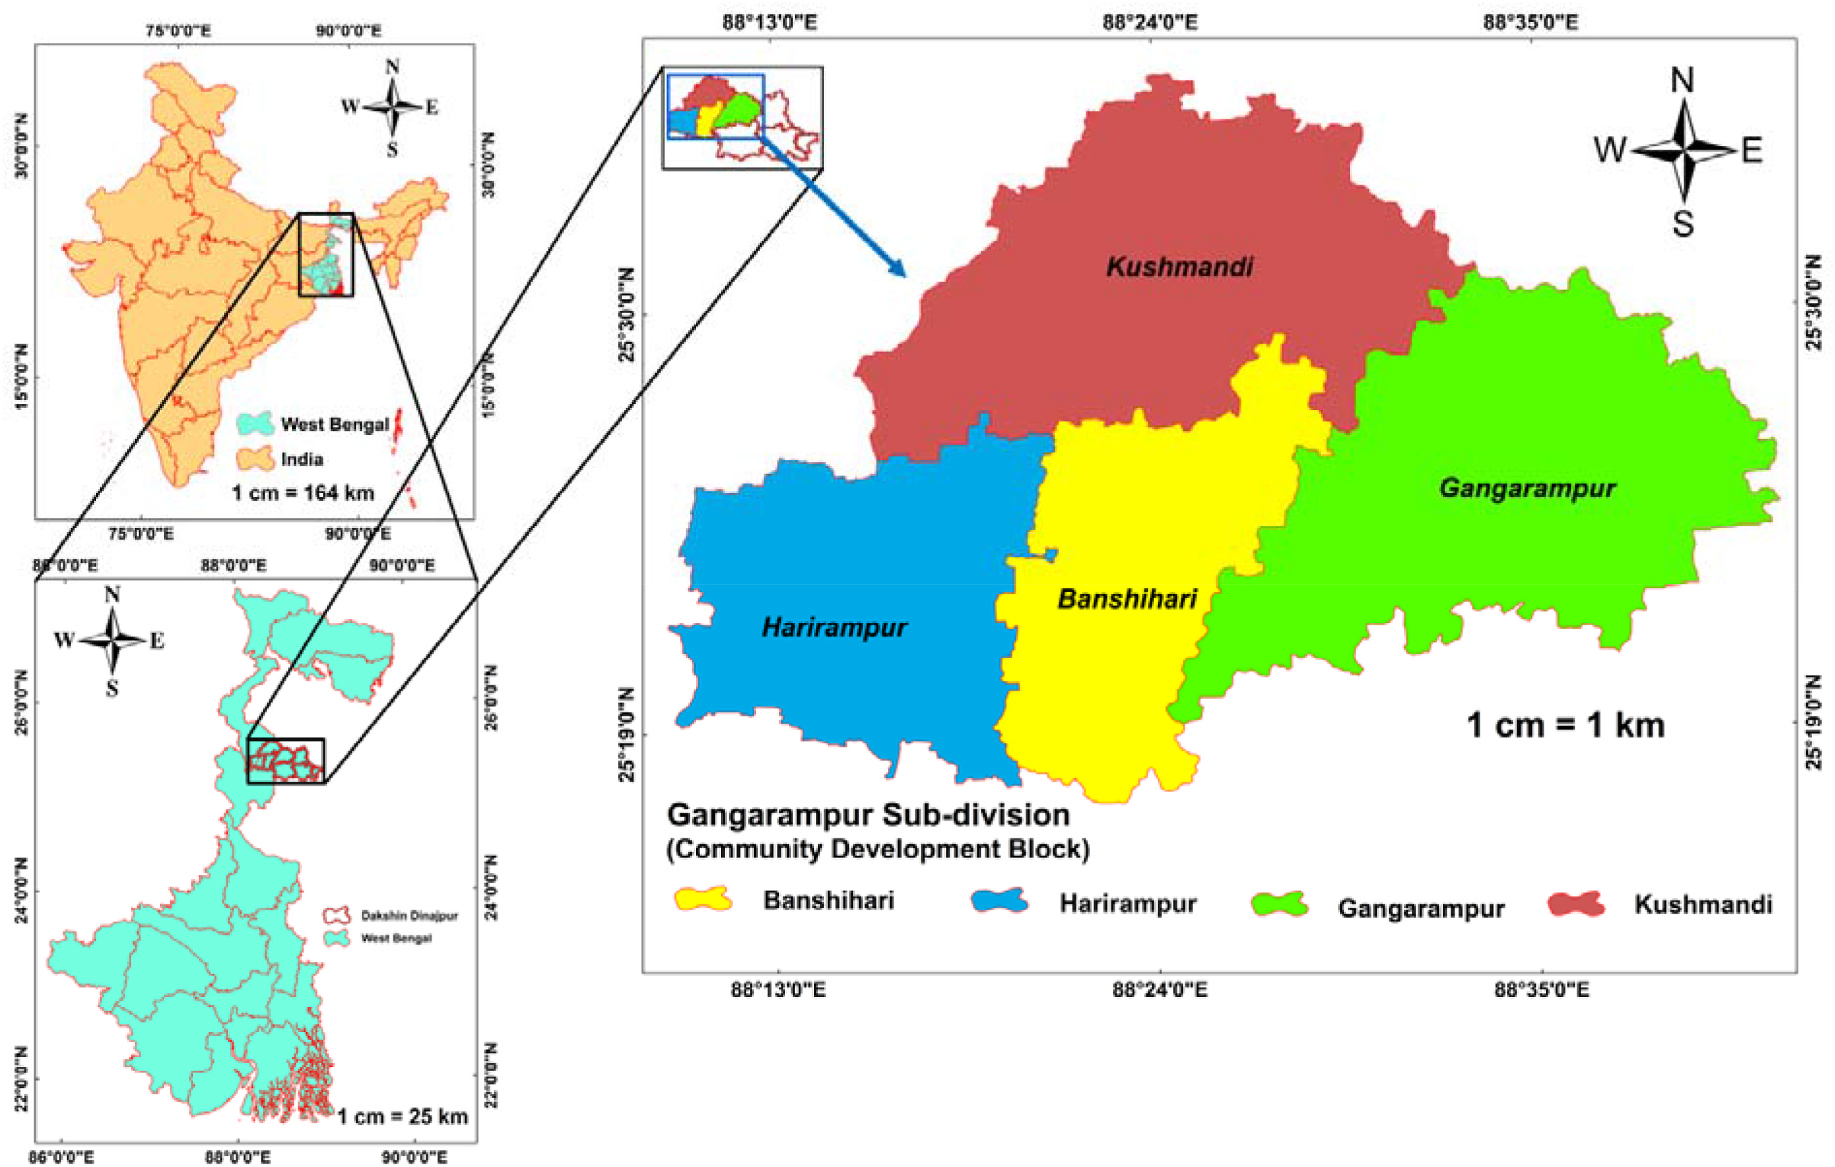 75°0'0"E
90°0'0"E
N
W
E
S
30°0'0"N
30°0'0"N
15°0'0"N
15°0'0"N
West Bengal
India
1 cm = 164 km
75°0'0"E
90°0'0"E
86°0'0"E
88°0'0"E
90°0'0"E
N
W
E
S
26°0'0"N
26°0'0"N
24°0'0"N
24°0'0"N
Dakshin Dinajpur
West Bengal
22°0'0"N
22°0'0"N
1 cm = 25 km
86°0'0"E
88°0'0"E
90°0'0"E
88°13'0"E
88°24'0"E
88°35'0"E
N
W
E
S
Kushmandi
25°30'0"N
25°30'0"N
Gangarampur
Banshihari
Harirampur
25°19'0"N
25°19'0"N
1 cm = 1 km
Gangarampur Sub-division
(Community Development Block)
Banshihari
Harirampur
Gangarampur
Kushmandi
88°13'0"E
88°24'0"E
88°35'0"E